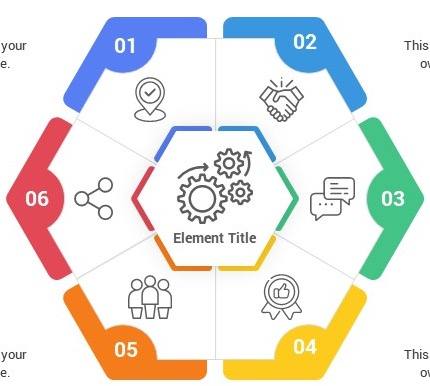 01
02
your
This
e.
ov
06
03
Element Title
05
04
your
This
e.
ov